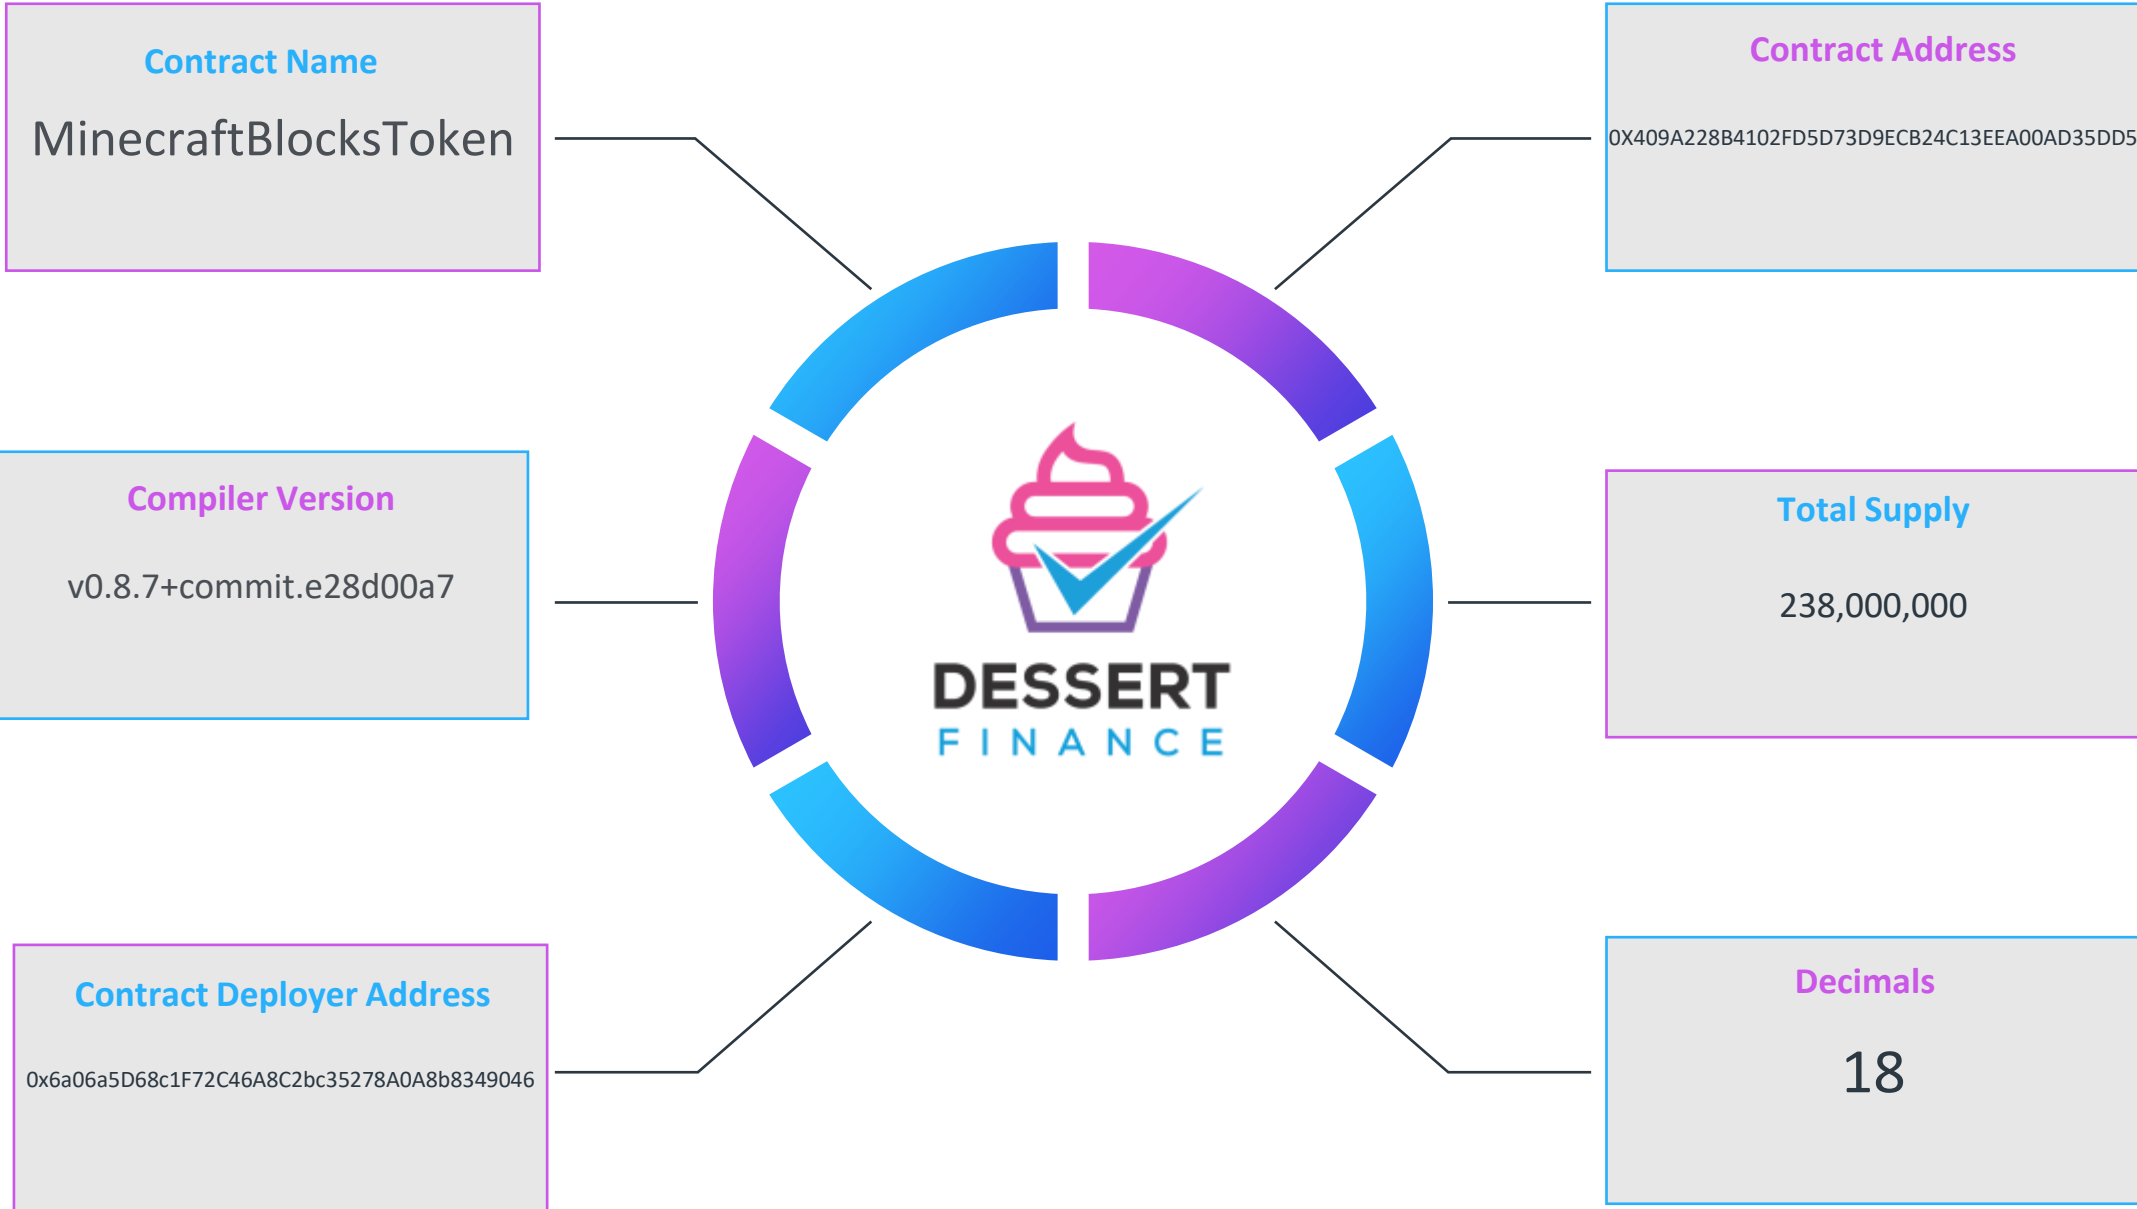 Contract Name
MinecraftBlocksToken
Contract Address
0X409A228B4102FD5D73D9ECB24C13EEA00AD35DD5
Compiler Version
v0.8.7+commit.e28d00a7
DESSERT
FINANCE
Total Supply
238,000,000
Contract Deployer Address
0x6a06a5D68c1F72C46A8C2bc35278A0A8b8349046
Decimals
18